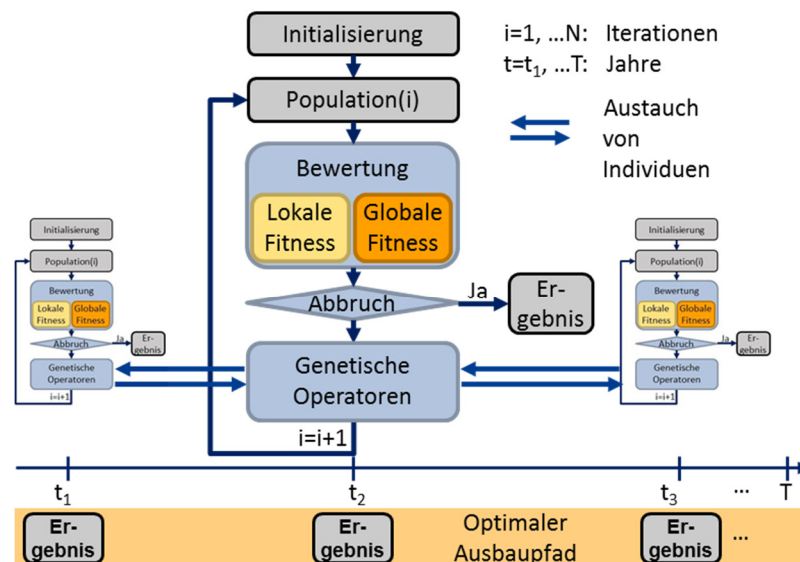 Initialisierung
Population(i)
Bewertung
Lokale
Fitness
Globale
Fitness
Abbruch
Ja
Er-
gebnis
Genetische
Operatoren
i=i+1
i=1, ...N: Iterationen
t=t1, ...T: Jahre
Austauch
von
Individuen
Initialisierung
Population(i)
Bewertung
Lokale
Fitness
Globale
Fitness
Abbruch
Ja
Er-
gebnis
Genetische
Operatoren
i=i+1
Initialisierung
Population(i)
Bewertung
Lokale
Fitness
Globale
Fitness
Abbruch
Ja
Er-
gebnis
Genetische
Operatoren
i=i+1
t1 t2 t3 ... T
Er-
gebnis
Er-
gebnis
Optimaler
Ausbaupfad
Er-
gebnis
...